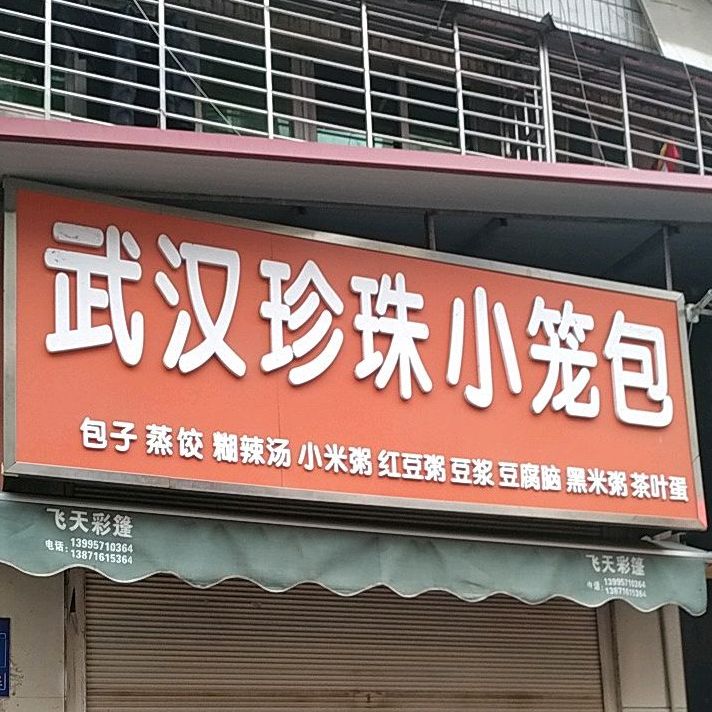 武汉珍珠小笼包
包子 蒸饺 糊辣汤 小米粥 红豆粥 豆浆 豆腐脑 黑米粥 茶叶蛋
飞天彩篷
电话: 13995710364
13871615364
飞天彩篷
电话: 13995710364
13871615364